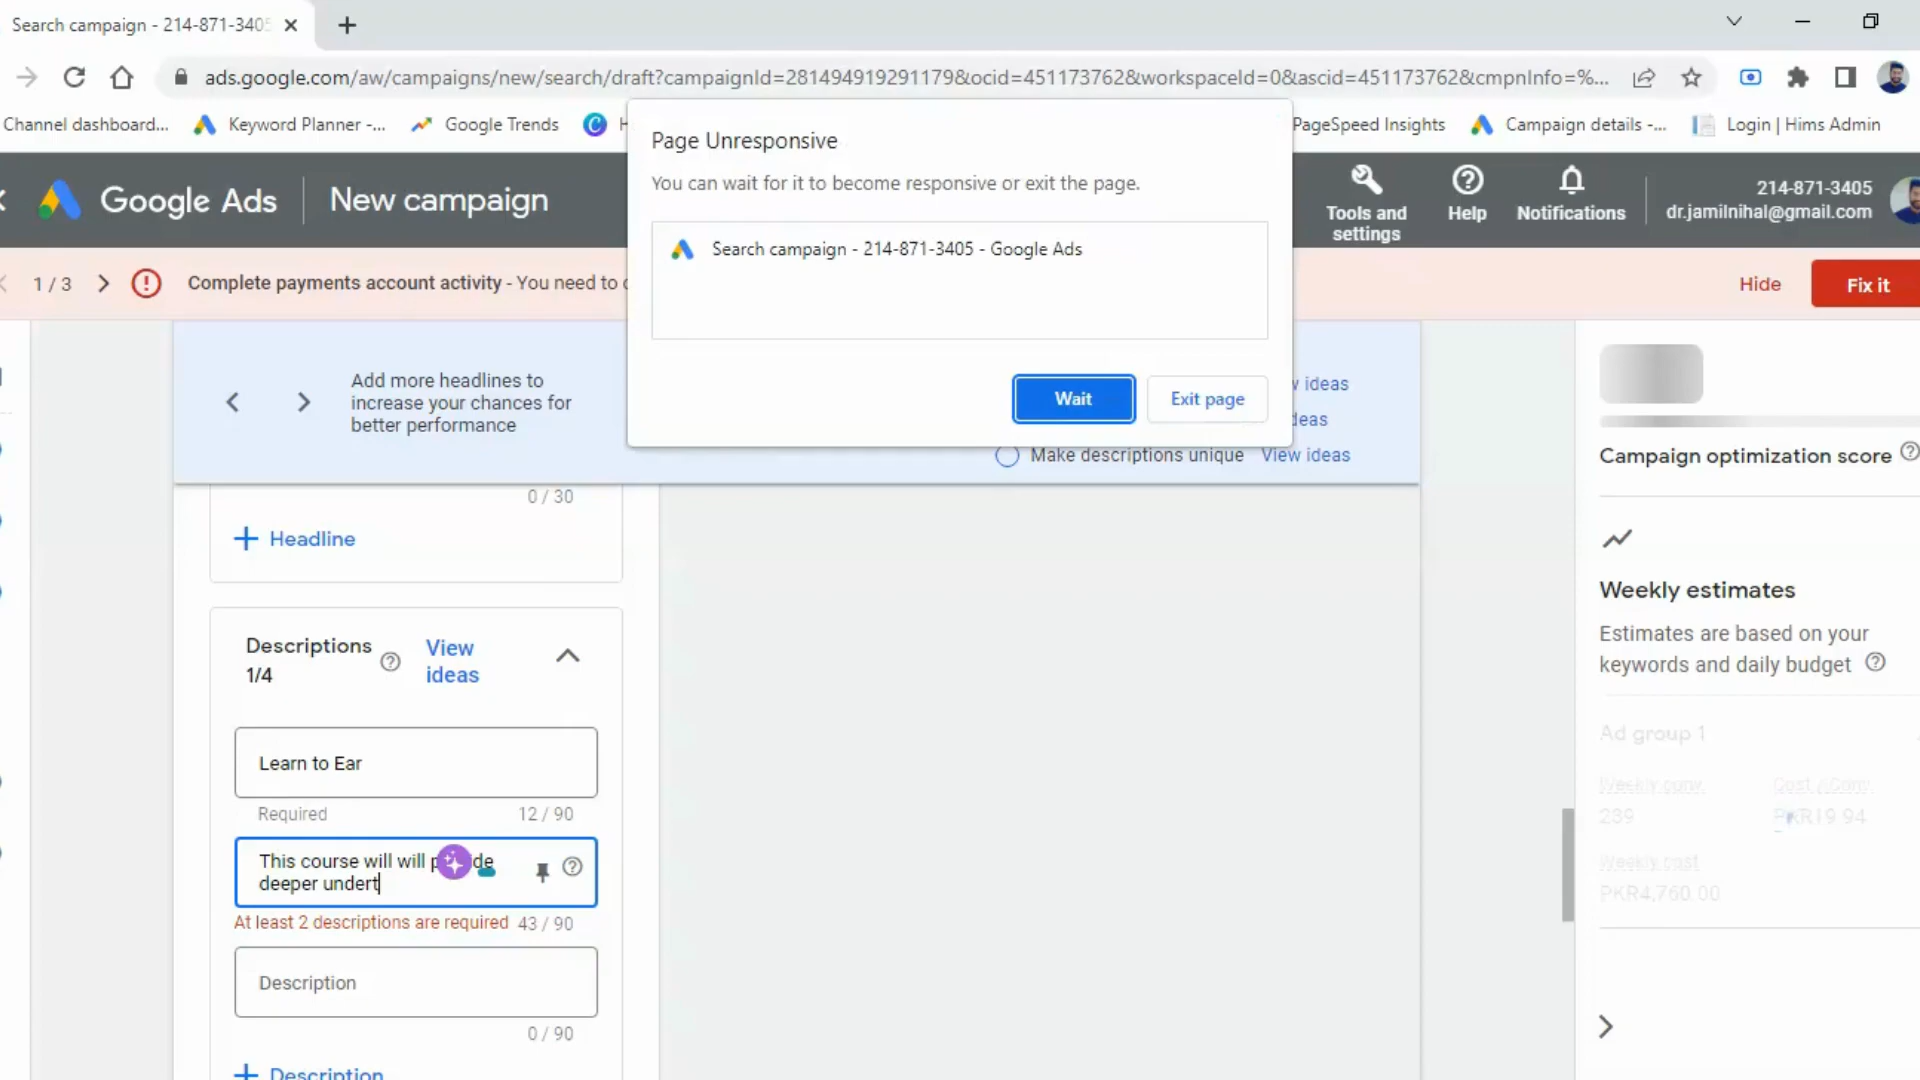 Search campaign - 214-871-3405
ads.google.com/aw/campaigns/new/search/draft?campaignId=281494919291179&ocid=451173762&workspaceId=0&ascid=451173762&cmpnInfo=%...
Channel dashboard...
Keyword Planner -...
Google Trends
PageSpeed Insights
Campaign details -...
Login | Hims Admin
Page Unresponsive
You can wait for it to become responsive or exit the page.
Search campaign - 214-871-3405 - Google Ads
Wait
Exit page
Google Ads
New campaign
Tools and
settings
Help
Notifications
214-871-3405
dr.jamilnihal@gmail.com
1 / 3
Complete payments account activity - You need to
Hide
Fix it
Add more headlines to
increase your chances for
better performance
ideas
ideas
Make descriptions unique View ideas
0 / 30
+ Headline
Descriptions
1/4
View
ideas
Learn to Ear
Required 12 / 90
This course will will
deeper undert
At least 2 descriptions are required 43 / 90
Description
0 / 90
+ Description
Campaign optimization score
Weekly estimates
Estimates are based on your
keywords and daily budget
Ad group 1
Weekly conv.
Cost / Conv.
239
PKR19.94
Weekly cost
PKR4,760.00